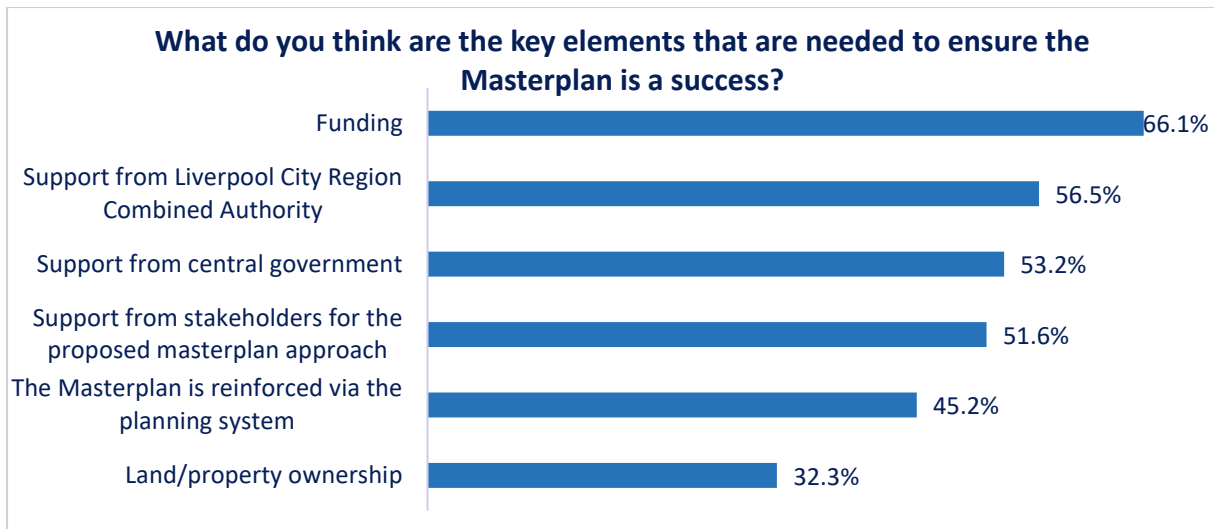 What do you think are the key elements that are needed to ensure the
Masterplan is a success?
Funding
66.1%
Support from Liverpool City Region
Combined Authority
56.5%
Support from central government
53.2%
Support from stakeholders for the
proposed masterplan approach
51.6%
The Masterplan is reinforced via the
planning system
45.2%
Land/property ownership
32.3%